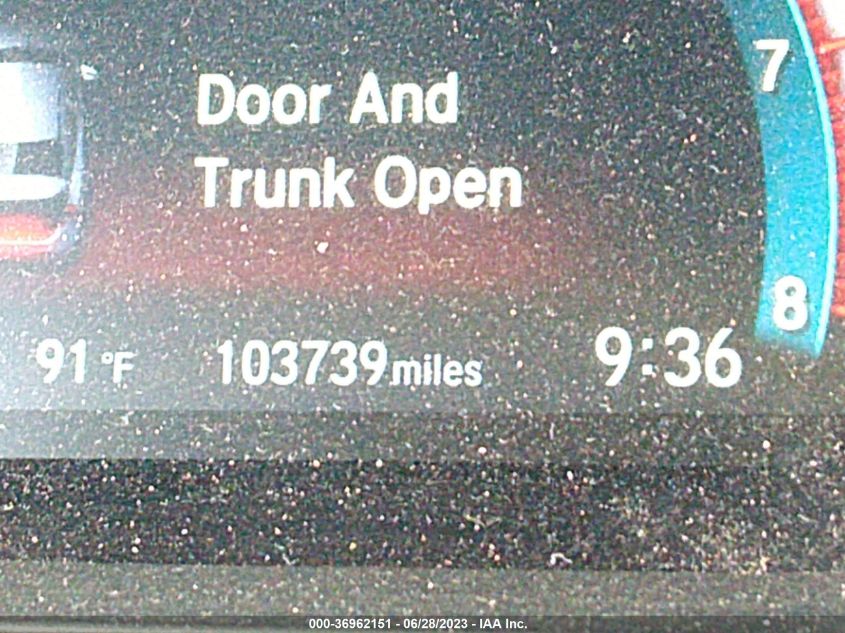 7
Door And
Trunk Open
8
91 °F 103739 miles 9:36
000-36962151 - 06/28/2023 - IAA Inc.